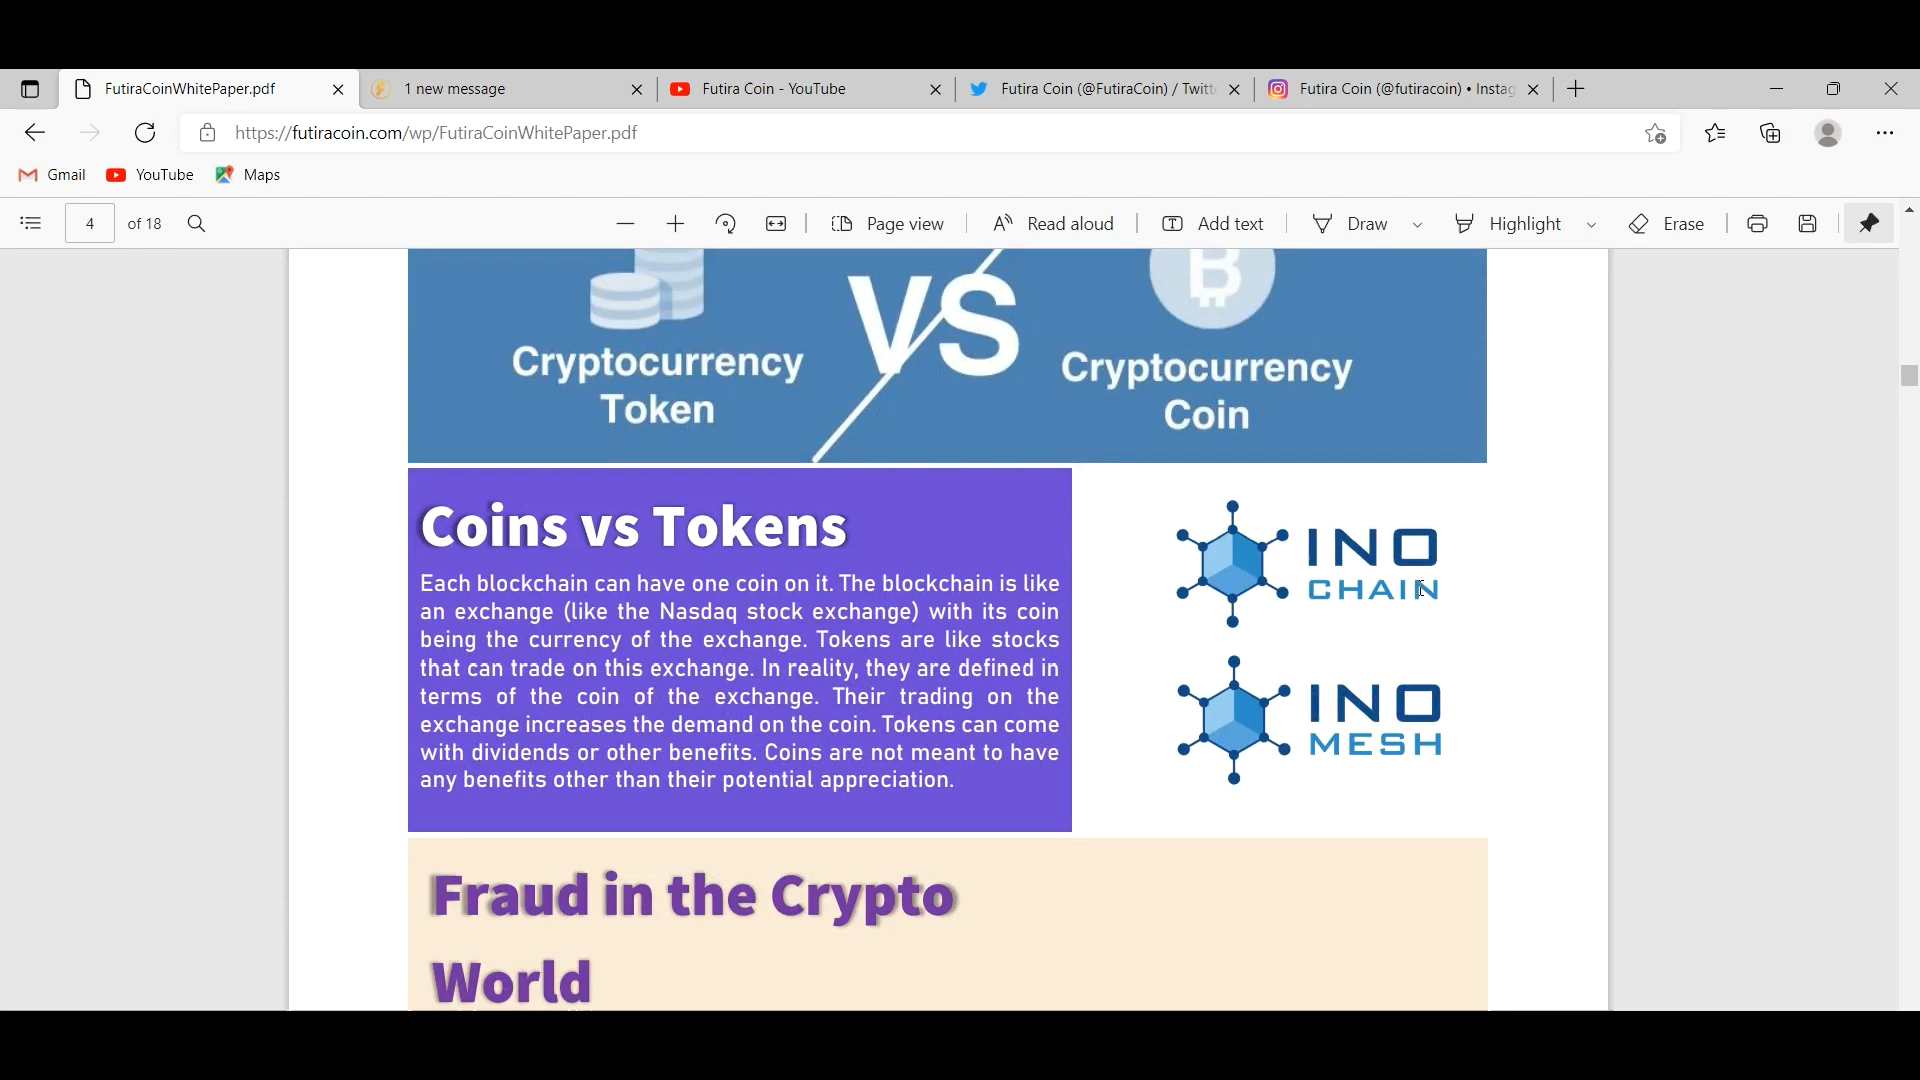 FutiraCoinWhitePaper.pdf
1 new message
Futira Coin - YouTube
Futira Coin (@FutiraCoin) / Twitt
Futira Coin (@futiracoin) • Instag
https://futiracoin.com/wp/FutiraCoinWhitePaper.pdf
Gmail
YouTube
Maps
4 of 18
Page view
Read aloud
Add text
Draw
Highlight
Erase
Cryptocurrency
Token
VS
Cryptocurrency
Coin
Coins vs Tokens
Each blockchain can have one coin on it. The blockchain is like
an exchange (like the Nasdaq stock exchange) with its coin
being the currency of the exchange. Tokens are like stocks
that can trade on this exchange. In reality, they are defined in
terms of the coin of the exchange. Their trading on the
exchange increases the demand on the coin. Tokens can come
with dividends or other benefits. Coins are not meant to have
any benefits other than their potential appreciation.
INO
CHAIN
INO
MESH
Fraud in the Crypto
World